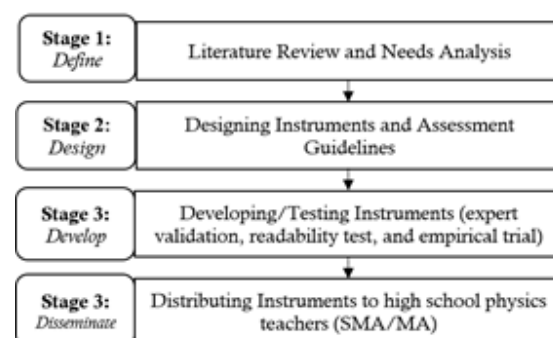 Stage 1:
Define
Literature Review and Needs Analysis
Stage 2:
Design
Designing Instruments and Assessment
Guidelines
Stage 3:
Develop
Developing/Testing Instruments (expert
validation, readability test, and empirical trial)
Stage 3:
Disseminate
Distributing Instruments to high school physics
teachers (SMA/MA)